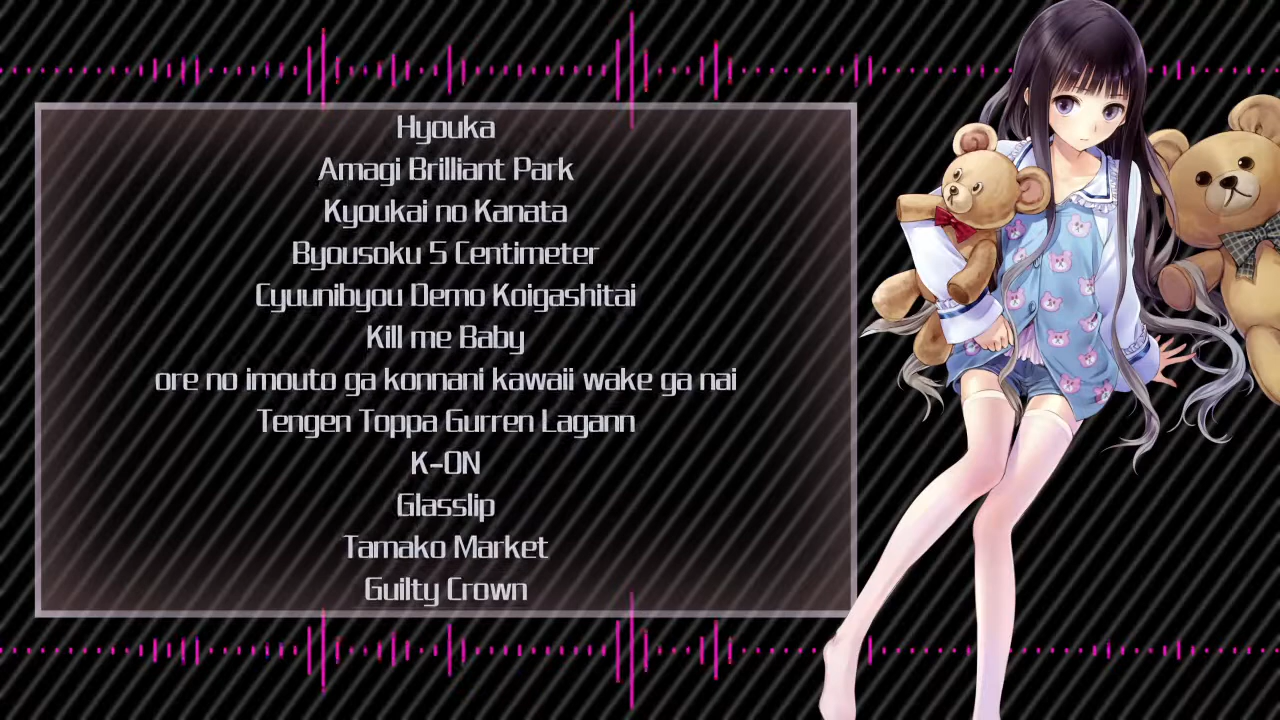 Hyouka
Amagi Brilliant Park
Kyoukai no Kanata
Byousoku 5 Centimeter
Cyuunibyou Demo Koigashitai
Kill me Baby
ore no imouto ga konnani kawaii wake ga nai
Tengen Toppa Gurren Lagann
K-ON
Glasslip
Tamako Market
Guilty Crown